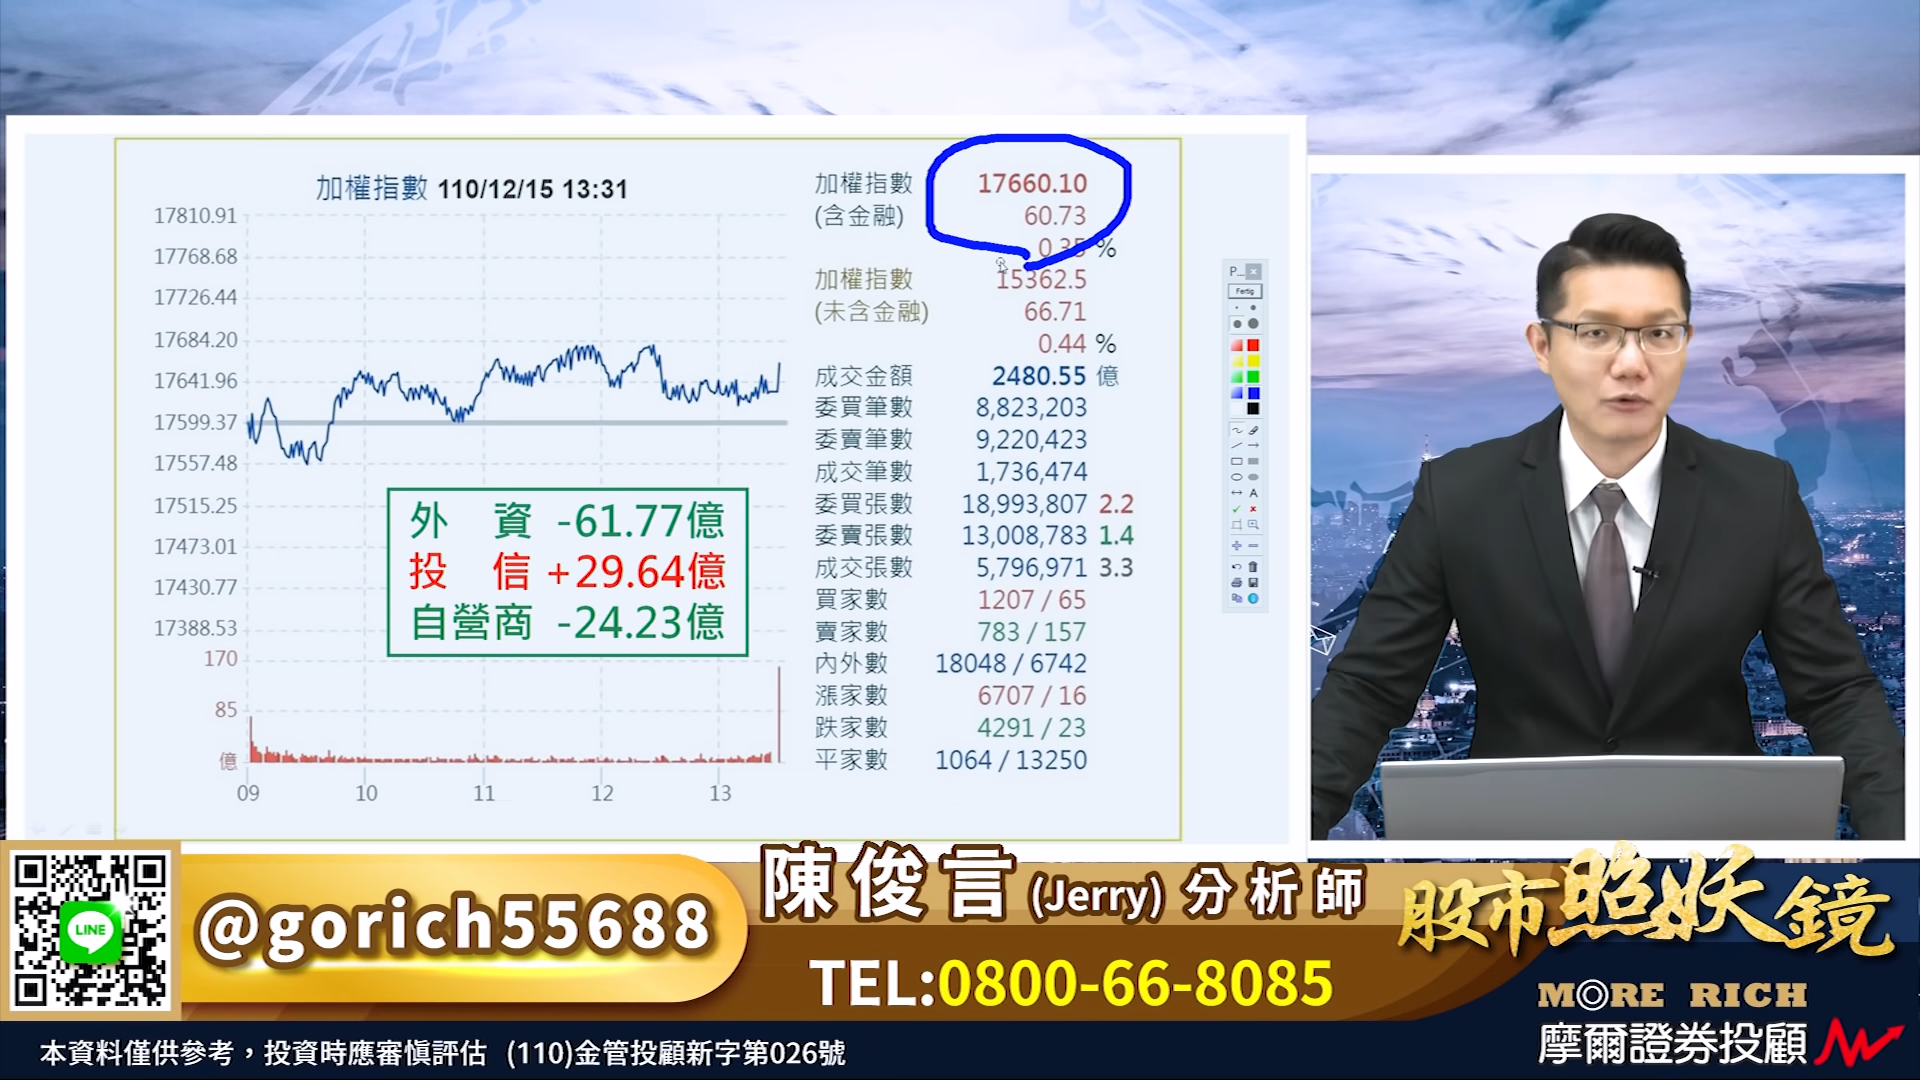 加權指數 110/12/15 13:31
17810.91
17768.68
17726.44
17684.20
17641.96
17599.37
17557.48
17515.25
17473.01
17430.77
17388.53
170
85
億
09 10 11 12 13
外 資 -61.77億
投 信 +29.64億
自營商 -24.23億
加權指數 17660.10
(含金融) 60.73
0.35 %
加權指數 15362.5
(未含金融) 66.71
0.44 %
成交金額 2480.55 億
委買筆數 8,823,203
委賣筆數 9,220,423
成交筆數 1,736,474
委買張數 18,993,807 2.2
委賣張數 13,008,783 1.4
成交張數 5,796,971 3.3
買家數 1207 / 65
賣家數 783 / 157
內外數 18048 / 6742
漲家數 6707 / 16
跌家數 4291 / 23
平家數 1064 / 13250
P...
Fertig
A
LINE
@gorich55688
陳俊言 (Jerry) 分析師
TEL:0800-66-8085
股市照妖鏡
MORE RICH
摩爾證券投顧
本資料僅供參考，投資時應審慎評估 (110)金管投顧新字第026號